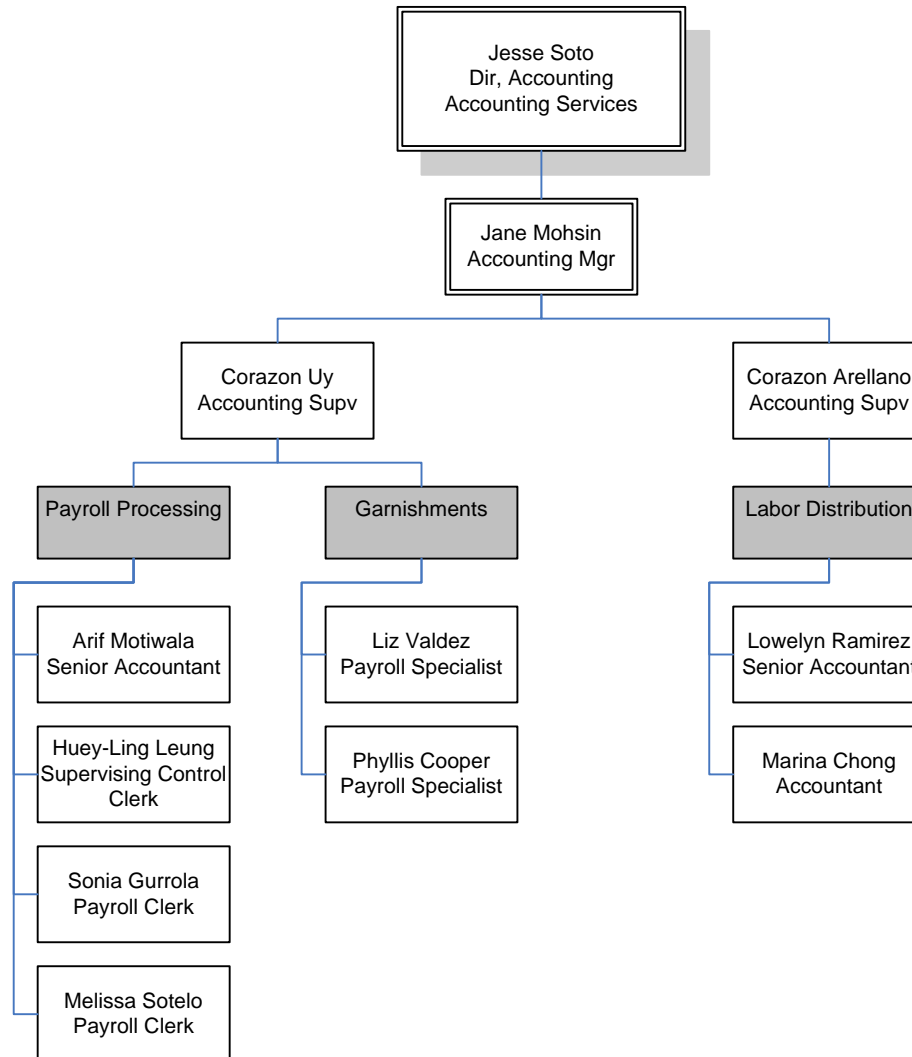 Jesse Soto
Dir, Accounting
Accounting Services
Jane Mohsin
Accounting Mgr
Corazon Uy
Accounting Supv
Corazon Arellano
Accounting Supv
Payroll Processing
Garnishments
Labor Distribution
Arif Motiwala
Senior Accountant
Liz Valdez
Payroll Specialist
Lowelyn Ramirez
Senior Accountant
Huey-Ling Leung
Supervising Control
Clerk
Phyllis Cooper
Payroll Specialist
Marina Chong
Accountant
Sonia Gurrola
Payroll Clerk
Melissa Sotelo
Payroll Clerk